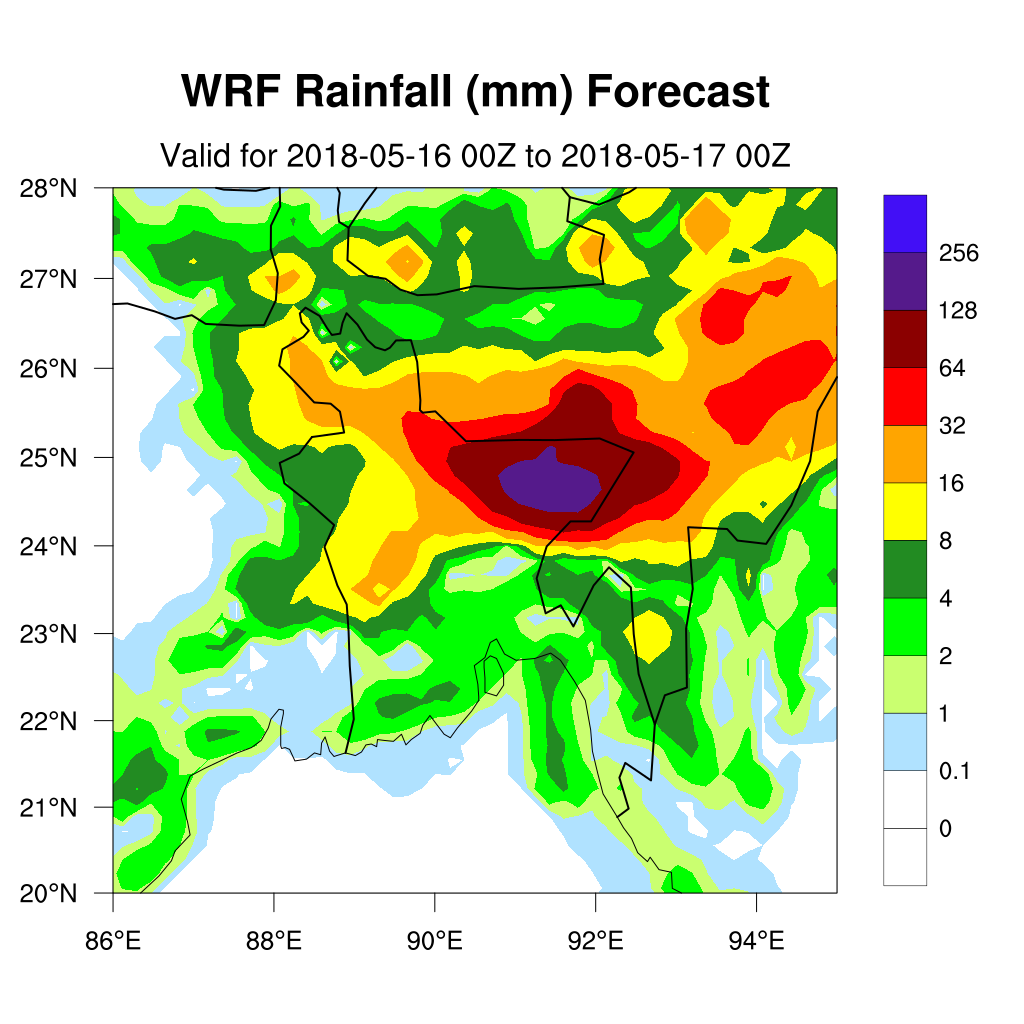 WRF Rainfall (mm) Forecast
Valid for 2018-05-16 00Z to 2018-05-17 00Z
28°N
27°N
26°N
25°N
24°N
23°N
22°N
21°N
20°N
86°E 88°E 90°E 92°E 94°E
256
128
64
32
16
8
4
2
1
0.1
0